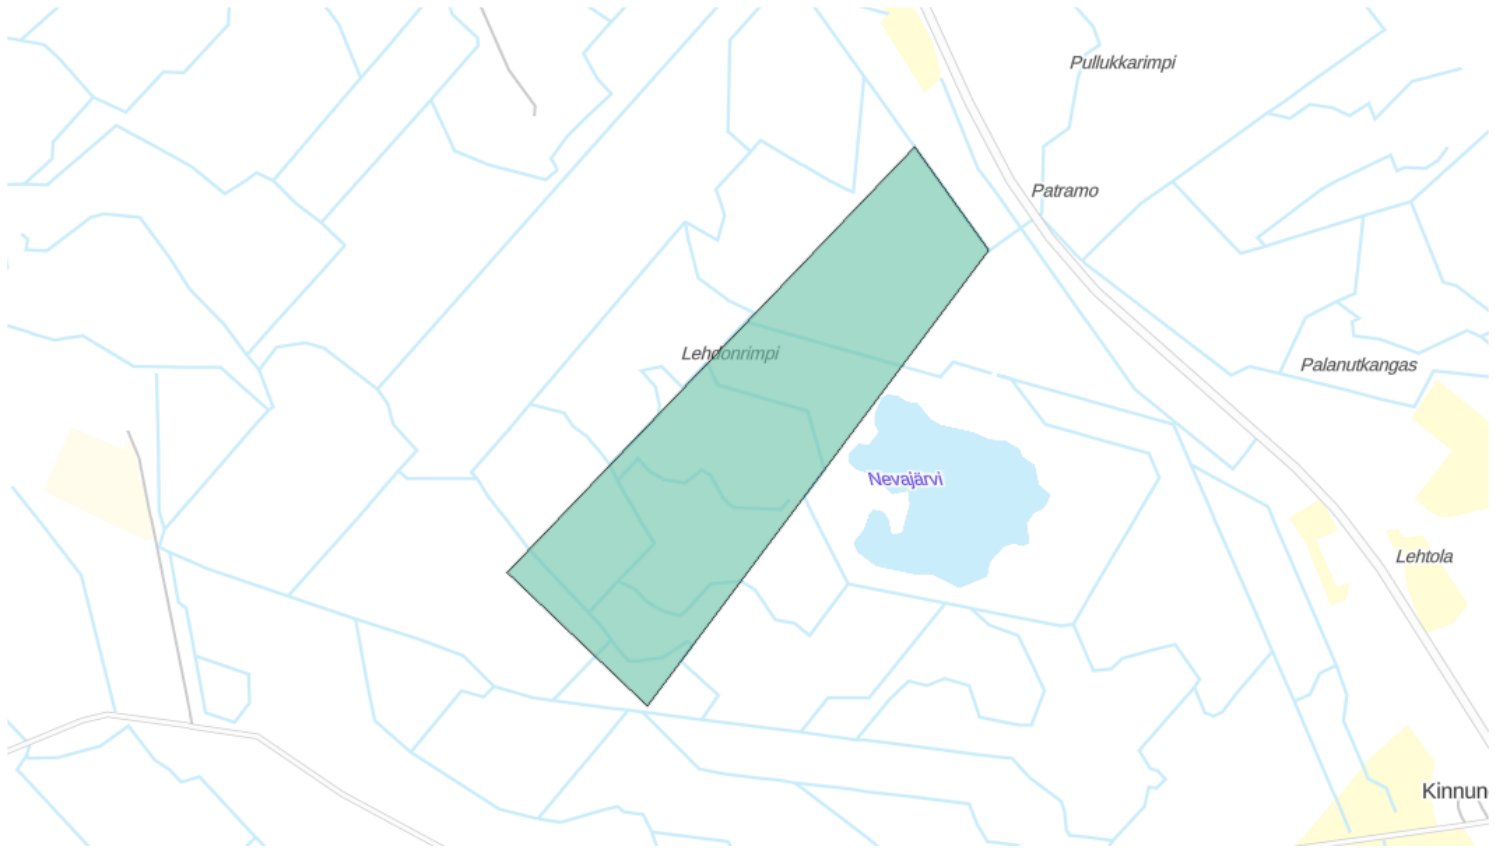 Pullukkarimpi
Patramo
Lehdonrimpi
Palanutkangas
Nevajärvi
Lehtola
Kinnun